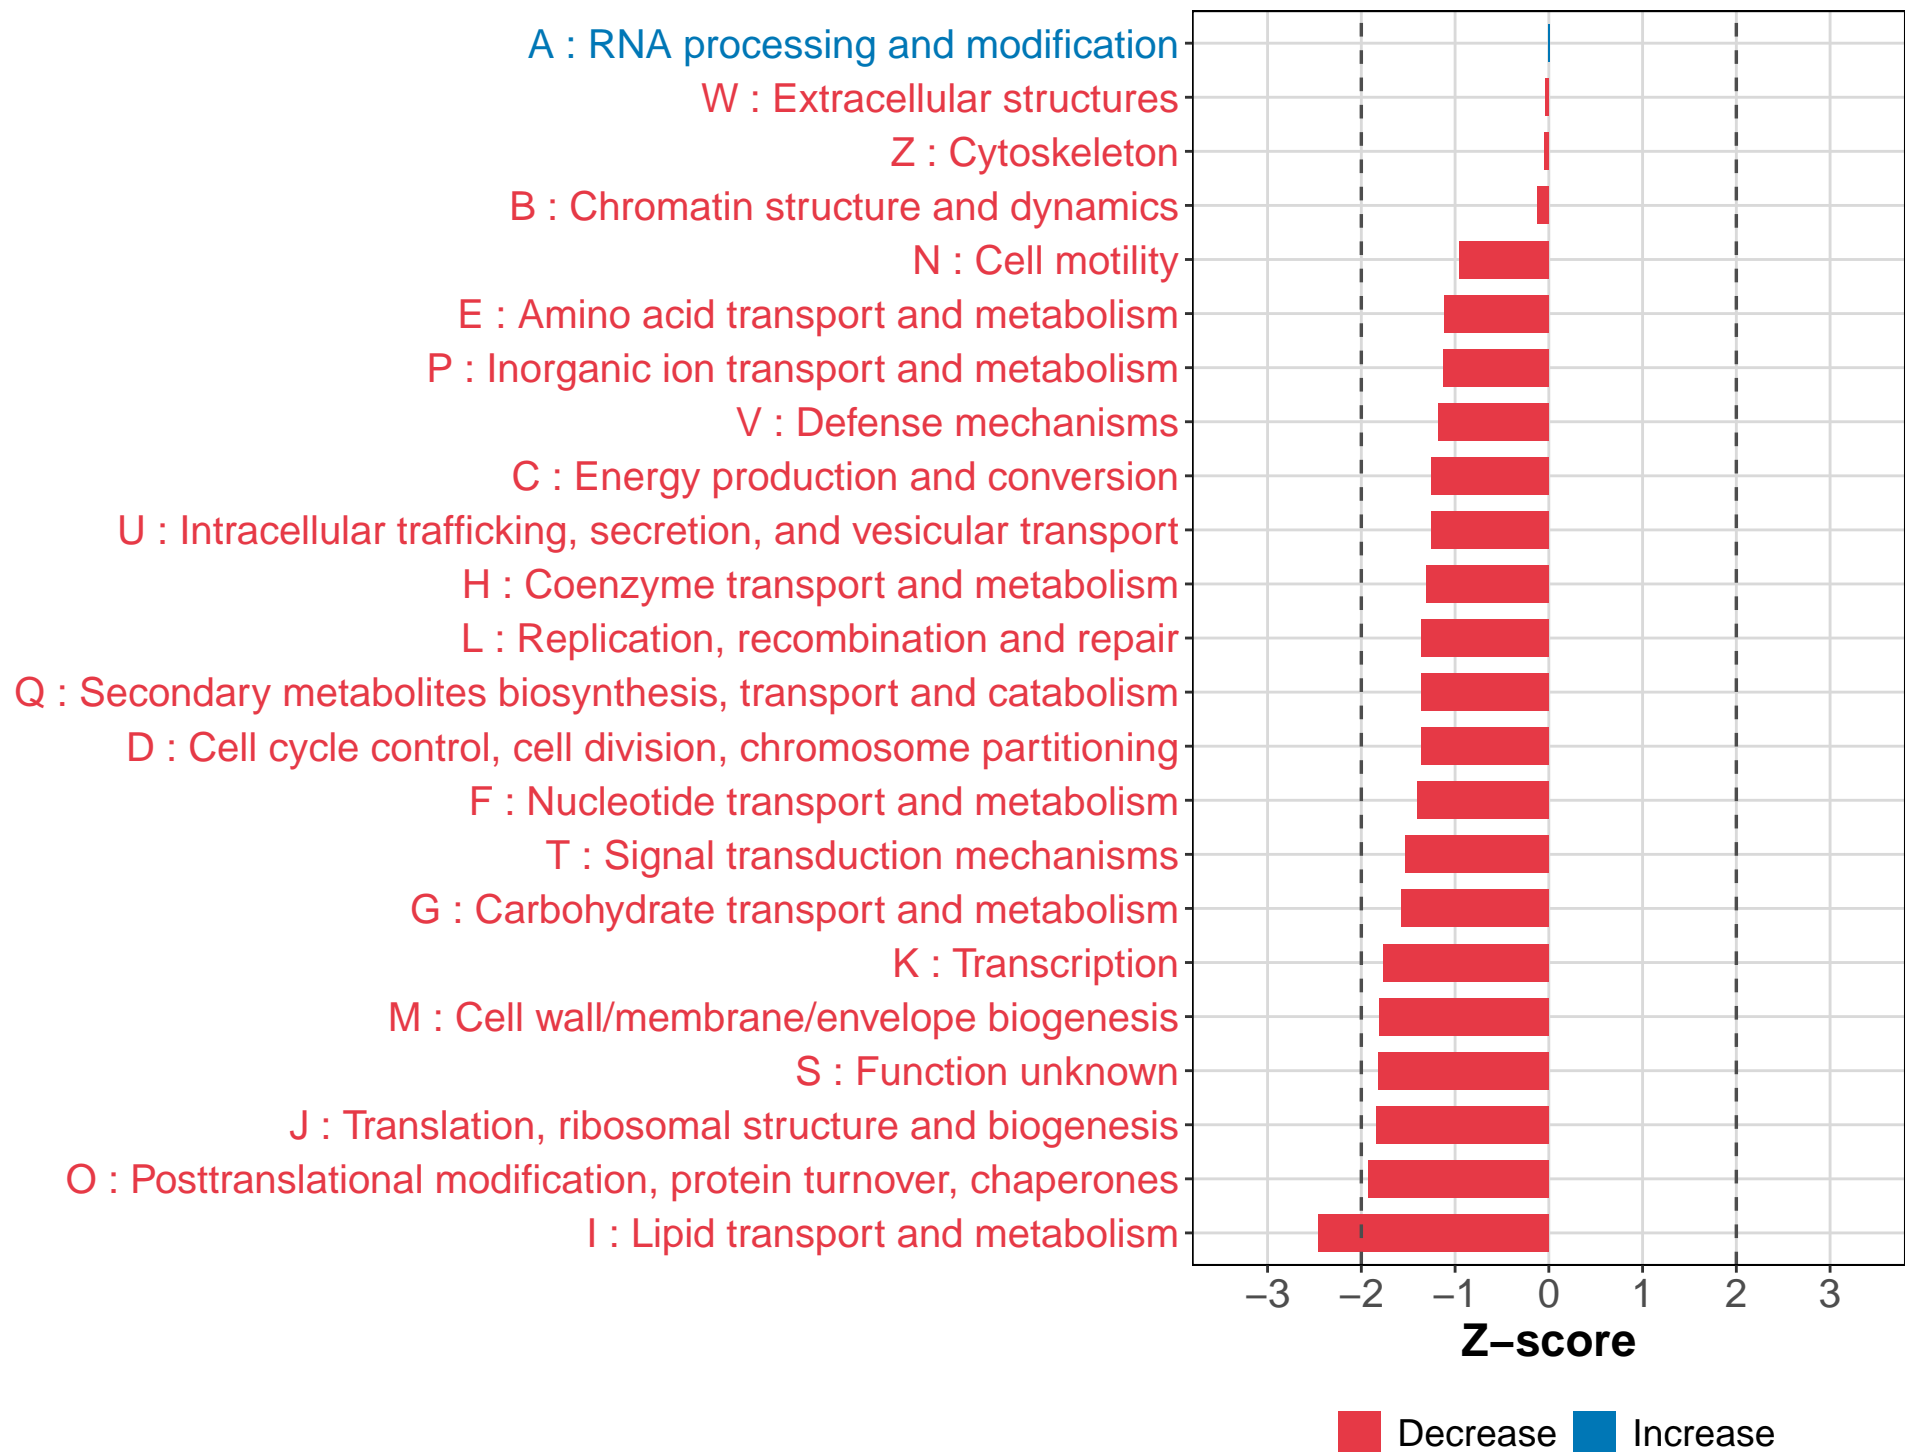 A : RNA processing and modification
W : Extracellular structures
Z : Cytoskeleton
B : Chromatin structure and dynamics
N : Cell motility
E : Amino acid transport and metabolism
P : Inorganic ion transport and metabolism
V : Defense mechanisms
C : Energy production and conversion
U : Intracellular trafficking, secretion, and vesicular transport
H : Coenzyme transport and metabolism
L : Replication, recombination and repair
Q : Secondary metabolites biosynthesis, transport and catabolism
D : Cell cycle control, cell division, chromosome partitioning
F : Nucleotide transport and metabolism
T : Signal transduction mechanisms
G : Carbohydrate transport and metabolism
K : Transcription
M : Cell wall/membrane/envelope biogenesis
S : Function unknown
J : Translation, ribosomal structure and biogenesis
O : Posttranslational modification, protein turnover, chaperones
I : Lipid transport and metabolism
−3 −2 −1 0 1 2 3
Z−score
Decrease Increase